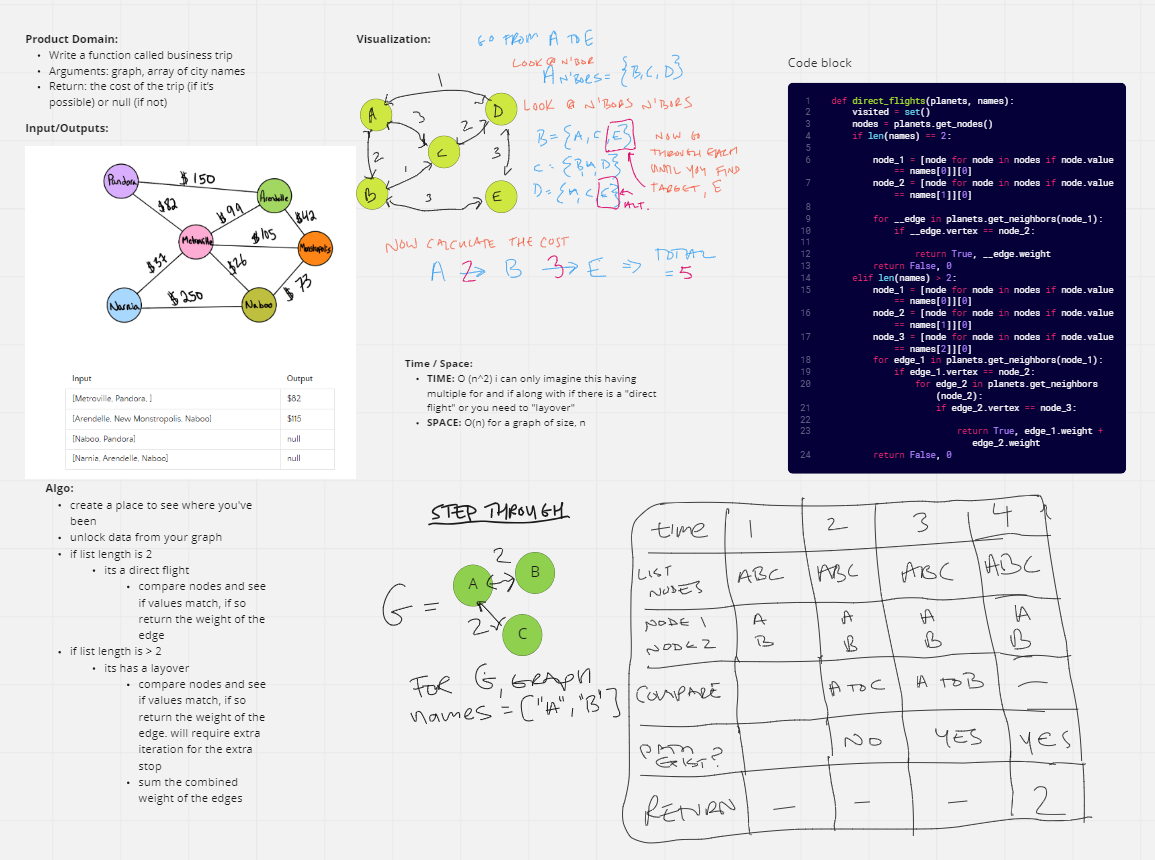 Product Domain:
• Write a function called business trip
• Arguments: graph, array of city names
• Return: the cost of the trip (if it's
possible) or null (if not)
Input/Outputs:
Pandora
$150
Arendelle
$82
$99
$42
Metroville
$105
Monstropolis
$37
$26
$73
Narnia
$250
Naboo
Input Output
[Metroville, Pandora, ] $82
[Arendelle, New Monstropolis, Naboo] $115
[Naboo, Pandora] null
[Narnia, Arendelle, Naboo] null
Visualization:
GO FROM A TO E
LOOK @ N'BOR
A N'BORS = {B,C,D}
LOOK @ N'BORS N'BORS
1
A
3
D
2
C
2
3
1
B
3
E
B = {A, C, E}
D =
NOW GO
THROUGH EACH
UNTIL YOU FIND
TARGET, E
ALT.
NOW CALCULATE THE COST
A 2 → B 3 → E => TOTAL
= 5
Time / Space:
• TIME: O (n^2) i can only imagine this having
multiple for and if along with if there is a "direct
flight" or you need to "layover"
• SPACE: O(n) for a graph of size, n
Code block
1 def direct_flights(planets, names):
2 visited = set()
3 nodes = planets.get_nodes()
4 if len(names) == 2:
5
6 node_1 = [node for node in nodes if node.value
== names[0]][0]
7 node_2 = [node for node in nodes if node.value
== names[1]][0]
8
9 for __edge in planets.get_neighbors(node_1):
10 if __edge.vertex == node_2:
11
12 return True, __edge.weight
13 return False, 0
14 elif len(names) > 2:
15 node_1 = [node for node in nodes if node.value
== names[0]][0]
16 node_2 = [node for node in nodes if node.value
== names[1]][0]
17 node_3 = [node for node in nodes if node.value
== names[2]][0]
18 for edge_1 in planets.get_neighbors(node_1):
19 if edge_1.vertex == node_2:
20 for edge_2 in planets.get_neighbors
(node_2):
21 if edge_2.vertex == node_3:
22
23 return True, edge_1.weight +
edge_2.weight
24 return False, 0
Algo:
• create a place to see where you've
been
• unlock data from your graph
• if list length is 2
• its a direct flight
• compare nodes and see
if values match, if so
return the weight of the
edge
• if list length is > 2
• its has a layover
• compare nodes and see
if values match, if so
return the weight of the
edge. will require extra
iteration for the extra
stop
• sum the combined
weight of the edges
STEP THROUGH
G =
A
2
B
2
C
FOR G, GRAPH
names = ["A", "B"]
time 1 2 3 4
LIST
NODES ABC ABC ABC ABC
NODE 1 A A A A
NODE 2 B B B B
COMPARE A TO C A TO B —
PATH
EXIST? NO YES YES
RETURN — — — 2